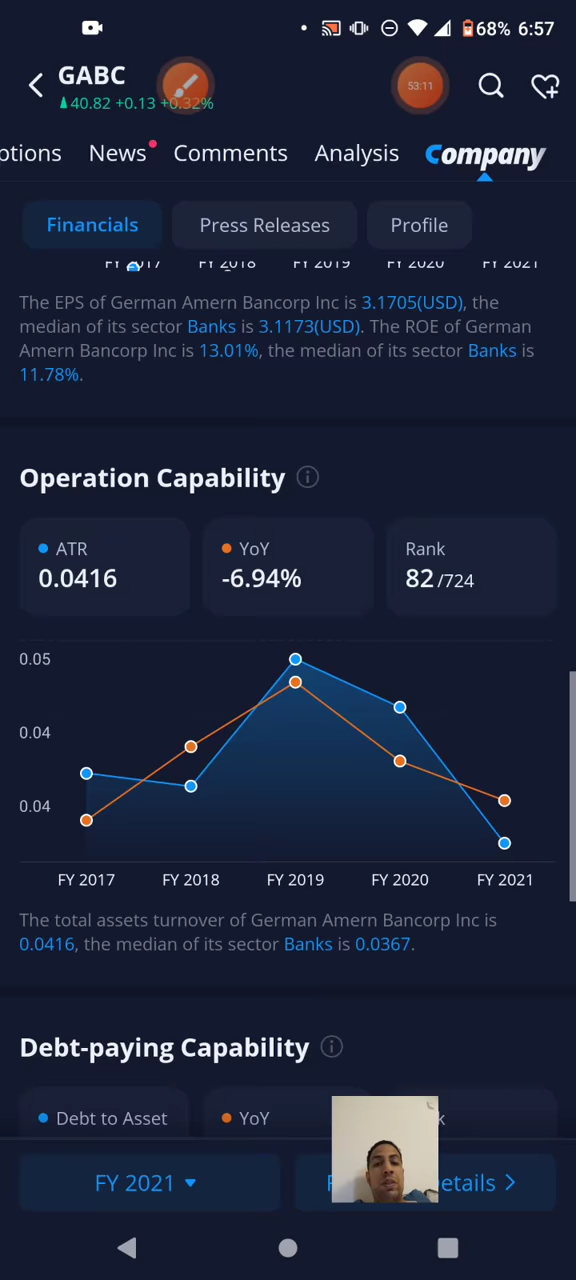 68% 6:57
GABC
40.82 +0.13 +0.32%
53:11
ptions News Comments Analysis Company
Financials Press Releases Profile
FY 2017 FY 2018 FY 2019 FY 2020 FY 2021
The EPS of German Amern Bancorp Inc is 3.1705(USD), the
median of its sector Banks is 3.1173(USD). The ROE of German
Amern Bancorp Inc is 13.01%, the median of its sector Banks is
11.78%.
Operation Capability
ATR YoY Rank
0.0416 -6.94% 82/724
0.05
0.04
0.04
FY 2017 FY 2018 FY 2019 FY 2020 FY 2021
The total assets turnover of German Amern Bancorp Inc is
0.0416, the median of its sector Banks is 0.0367.
Debt-paying Capability
Debt to Asset YoY k
FY 2021 etails